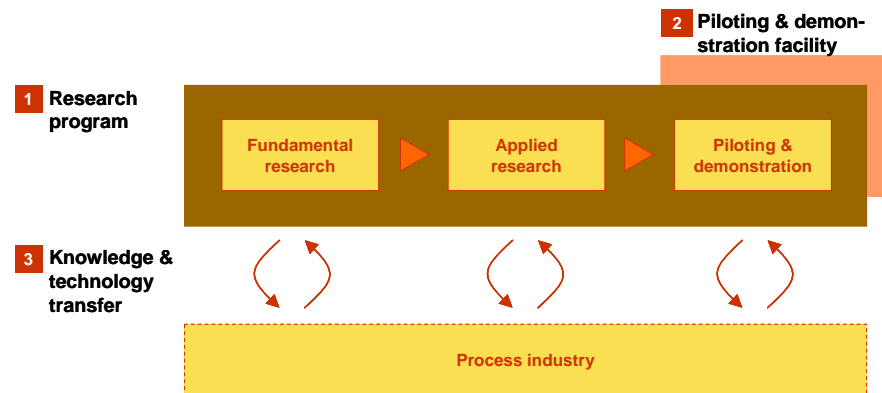 2 Piloting & demon-
stration facility
1 Research
program
Fundamental
research
Applied
research
Piloting &
demonstration
3 Knowledge &
technology
transfer
Process industry